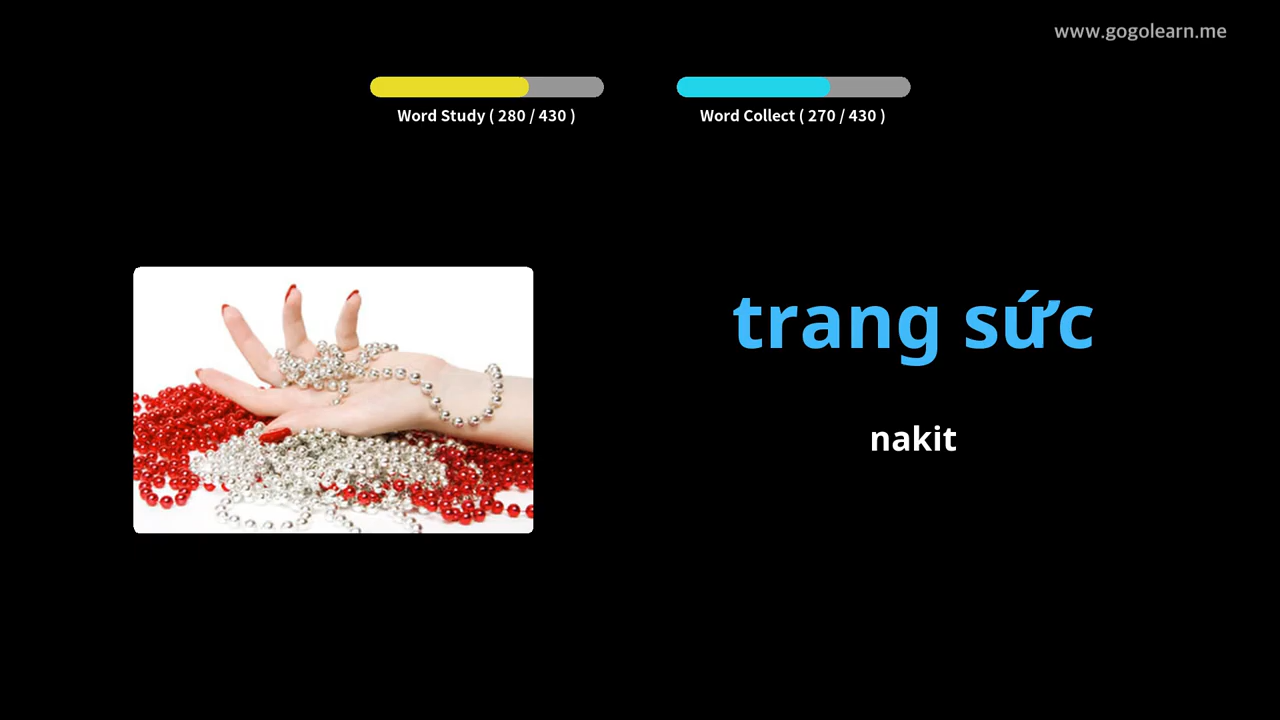 www.gogolearn.me
Word Study ( 280 / 430 )
Word Collect ( 270 / 430 )
trang sức
nakit